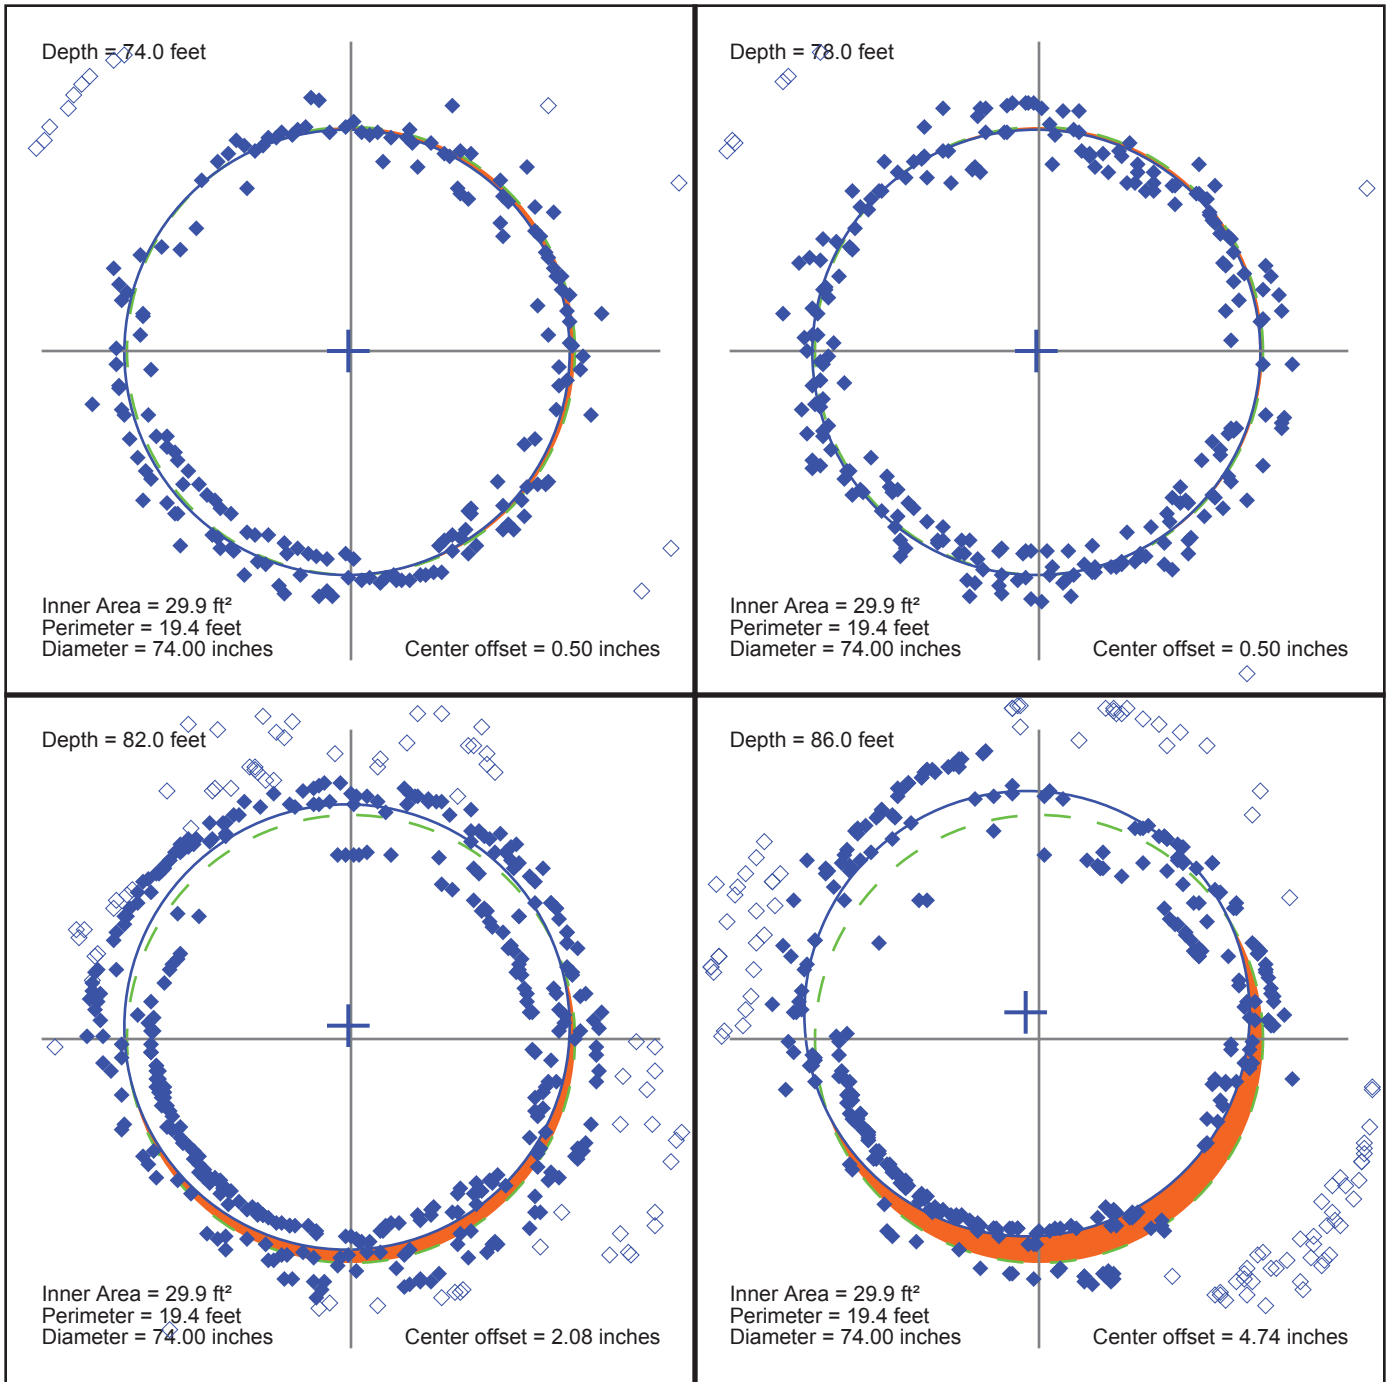 Depth = 74.0 feet
Inner Area = 29.9 ft²
Perimeter = 19.4 feet
Diameter = 74.00 inches
Center offset = 0.50 inches
Depth = 78.0 feet
Inner Area = 29.9 ft²
Perimeter = 19.4 feet
Diameter = 74.00 inches
Center offset = 0.50 inches
Depth = 82.0 feet
Inner Area = 29.9 ft²
Perimeter = 19.4 feet
Diameter = 74.00 inches
Center offset = 2.08 inches
Depth = 86.0 feet
Inner Area = 29.9 ft²
Perimeter = 19.4 feet
Diameter = 74.00 inches
Center offset = 4.74 inches